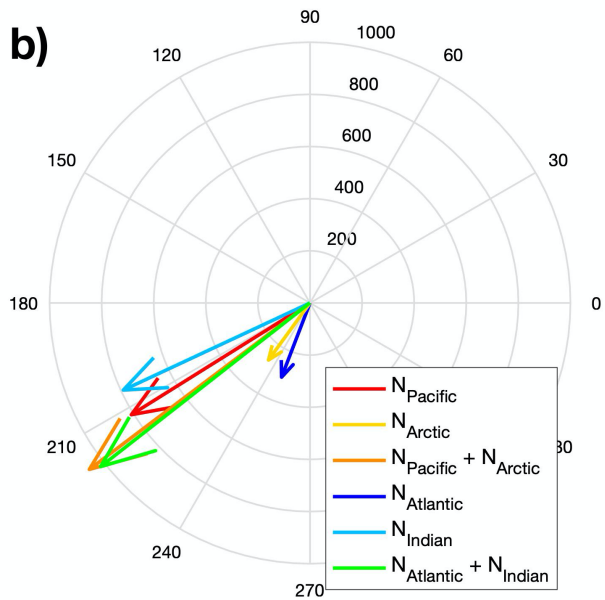 b)
90
1000
120
60
800
600
150
30
400
200
180
0
N_Pacific
N_Arctic
210
30
N_Pacific + N_Arctic
N_Atlantic
N_Indian
240
N_Atlantic + N_Indian
270